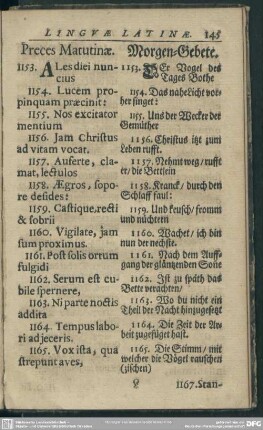 LINGVÆ LATINÆ. 145
Preces Matutinæ.
1153. ALes diei nun-
cius
1154. Lucem pro-
pinquam præcinit:
1155. Nos excitator
mentium
1156. Jam Christus
ad vitam vocat.
1157. Auferte, cla-
mat, lectulos
1158. Ægros, sopo-
re desides:
1159. Castique, recti
& sobrii
1160. Vigilate, jam
sum proximus.
1161. Post solis orrum
fulgidi
1162. Serum est cu-
bile spernere,
1163. Ni parte noctis
addita
1164. Tempus labo-
ri adjeceris.
1165. Vox ista, qua
strepunt aves,
Morgen-Gebete.
1153. DEr Vogel des
Tages Bothe
1154. Das nahe Licht vor-
her singet:
1155. Uns der Wecker der
Gemüther
1156. Christus itzt zum
Leben rufft.
1157. Nehmt weg / rufft
er / die Bettlein
1158. Krancke / durch den
Schlaff faul:
1159. Und keusch / fromm
und nüchtern
1160. Wachet / ich bin
nun der nechste.
1161. Nach dem Auff-
gang der gläntzenden Sonne
1162. Ist zu späth das
Bette verachten /
1163. Wo du nicht ein
Theil der Nacht hinzugesetzt
1164. Die Zeit der Ar-
beit zugefüget hast.
1165. Die Stimm / mit
welcher die Vögel rauschen
(zischen)
1167. Stan-